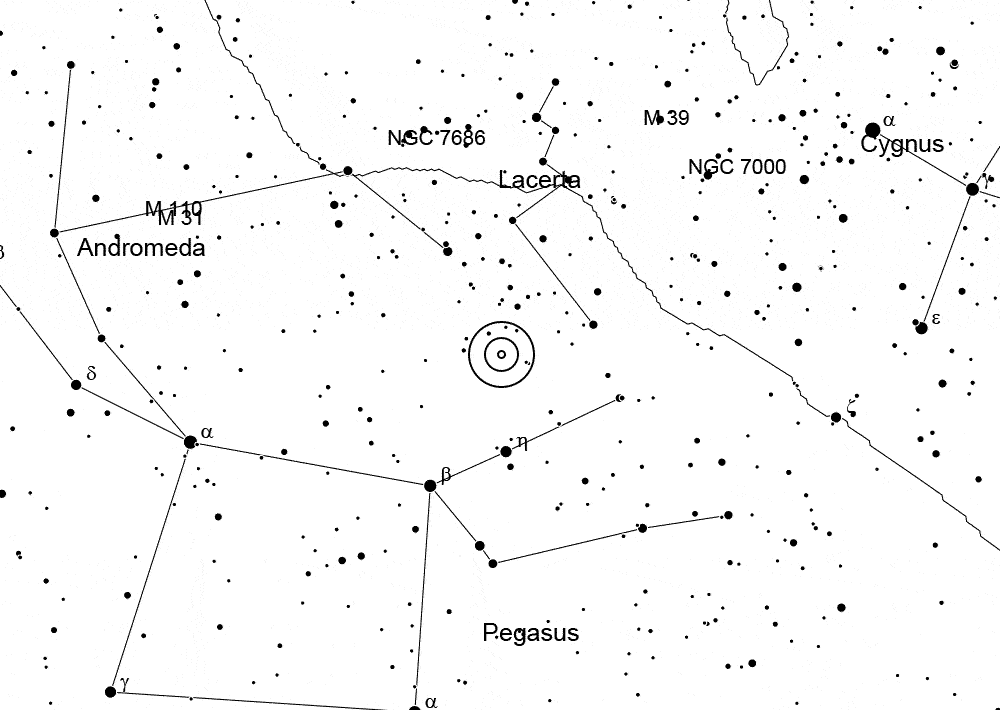 M 39
α
Cygnus
NGC 7686
NGC 7000
γ
Lacerta
M 110
M 31
Andromeda
β
ε
δ
ζ
α
η
β
Pegasus
γ
α